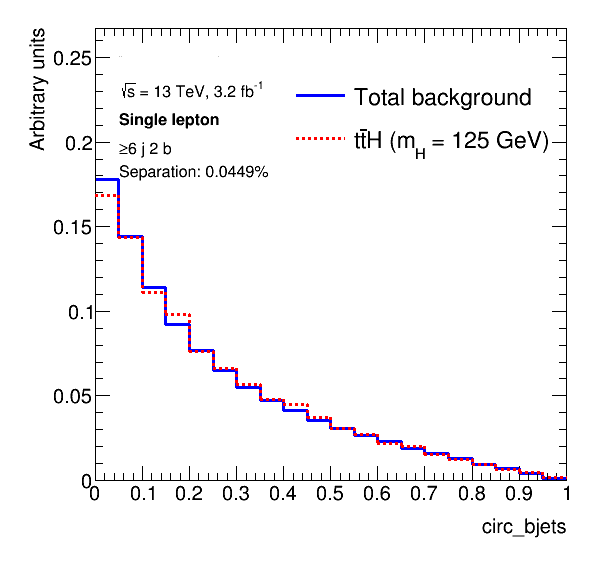 Arbitrary units
0.25
0.2
0.15
0.1
0.05
0
√s = 13 TeV, 3.2 fb⁻¹
Single lepton
≥6 j 2 b
Separation: 0.0449%
Total background
tt̄H (m_H = 125 GeV)
0 0.1 0.2 0.3 0.4 0.5 0.6 0.7 0.8 0.9 1
circ_bjets